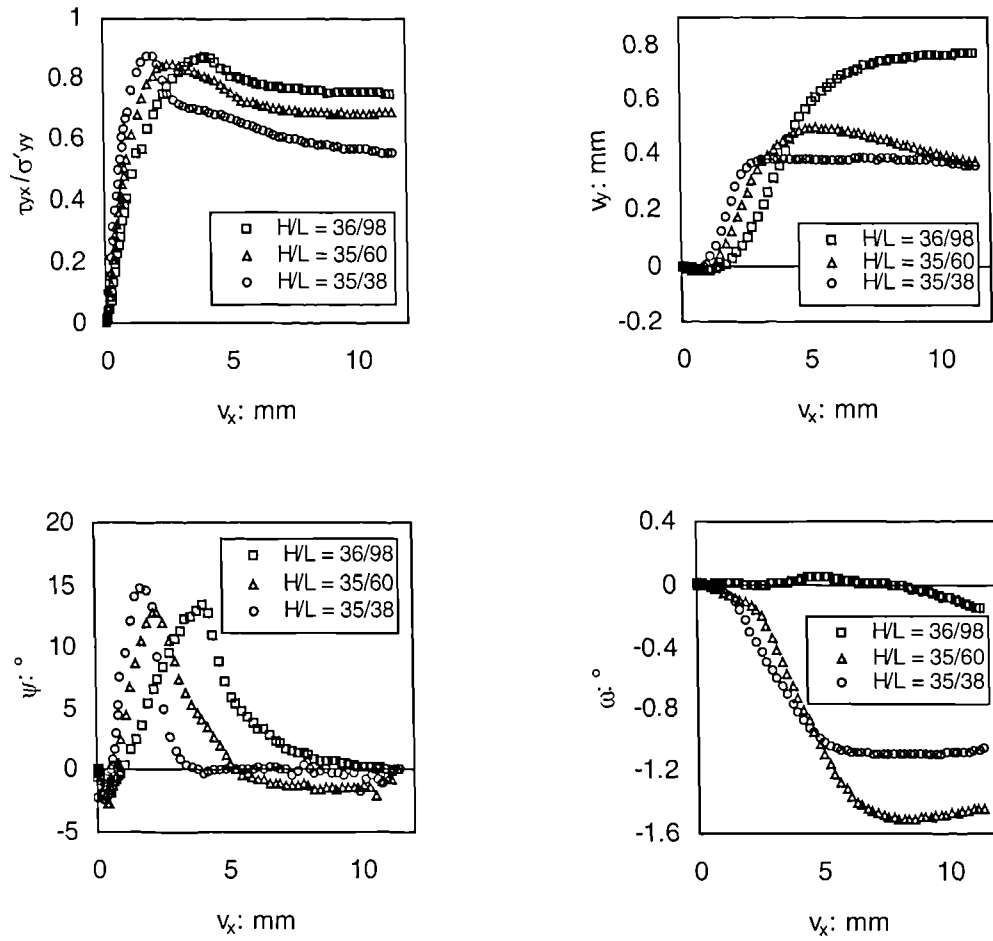 1
0.8
0.6
0.4
0.2
0
τyx/σ′yy
H/L = 36/98
H/L = 35/60
H/L = 35/38
0
5
10
vx: mm
0.8
0.6
0.4
0.2
0
-0.2
vy: mm
H/L = 36/98
H/L = 35/60
H/L = 35/38
0
5
10
vx: mm
20
15
10
5
0
-5
ψ: °
H/L = 36/98
H/L = 35/60
H/L = 35/38
0
5
10
vx: mm
0.4
0
-0.4
-0.8
-1.2
-1.6
ω: °
H/L = 36/98
H/L = 35/60
H/L = 35/38
0
5
10
vx: mm